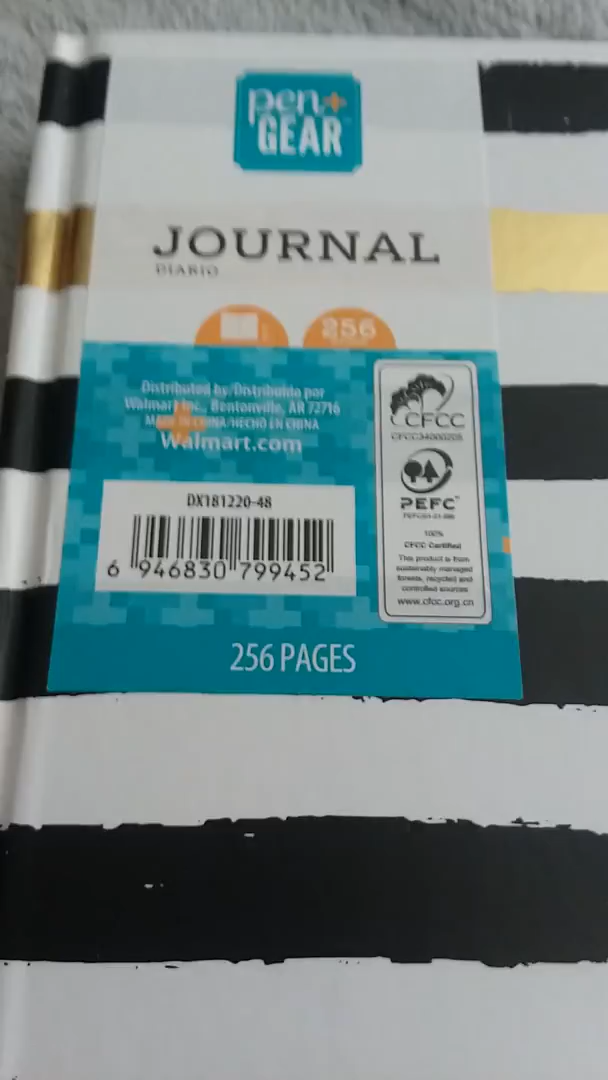 pen+
GEAR
JOURNAL
DIARIO
256
Distributed by/Distribuido por
Walmart Inc., Bentonville, AR 72716
MADE IN CHINA/HECHO EN CHINA
Walmart.com
DX181220-48
6 946830 799452
256 PAGES
CFCC
PEFC
100%
CFCC Certified
This product is from
sustainably managed
forests, recycled and
controlled sources
www.cfcc.org.cn